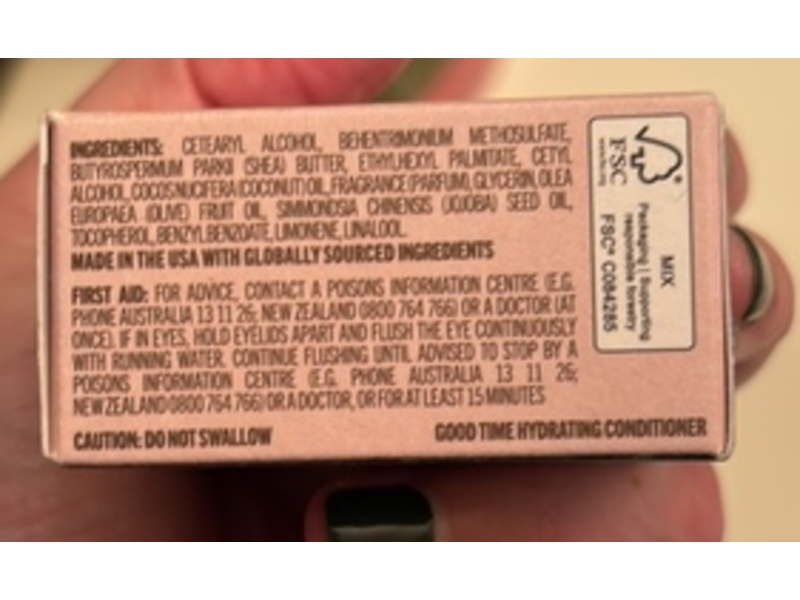 INGREDIENTS: CETEARYL ALCOHOL, BEHENTRIMONIUM METHOSULFATE,
BUTYROSPERMUM PARKII (SHEA) BUTTER, ETHYLHEXYL PALMITATE, CETYL
ALCOHOL, COCOS NUCIFERA (COCONUT) OIL, FRAGRANCE (PARFUM), GLYCERIN, OLEA
EUROPAEA (OLIVE) FRUIT OIL, SIMMONDSIA CHINENSIS (JOJOBA) SEED OIL,
TOCOPHEROL, BENZYL BENZOATE, LIMONENE, LINALOOL.
MADE IN THE USA WITH GLOBALLY SOURCED INGREDIENTS
FIRST AID: FOR ADVICE, CONTACT A POISONS INFORMATION CENTRE (E.G.
PHONE AUSTRALIA 13 11 26; NEW ZEALAND 0800 764 766) OR A DOCTOR (AT
ONCE). IF IN EYES, HOLD EYELIDS APART AND FLUSH THE EYE CONTINUOUSLY
WITH RUNNING WATER. CONTINUE FLUSHING UNTIL ADVISED TO STOP BY A
POISONS INFORMATION CENTRE (E.G. PHONE AUSTRALIA 13 11 26;
NEW ZEALAND 0800 764 766) OR A DOCTOR, OR FOR AT LEAST 15 MINUTES
CAUTION: DO NOT SWALLOW
GOOD TIME HYDRATING CONDITIONER
FSC
www.fsc.org
MIX
Packaging | Supporting
responsible forestry
FSC® C084285